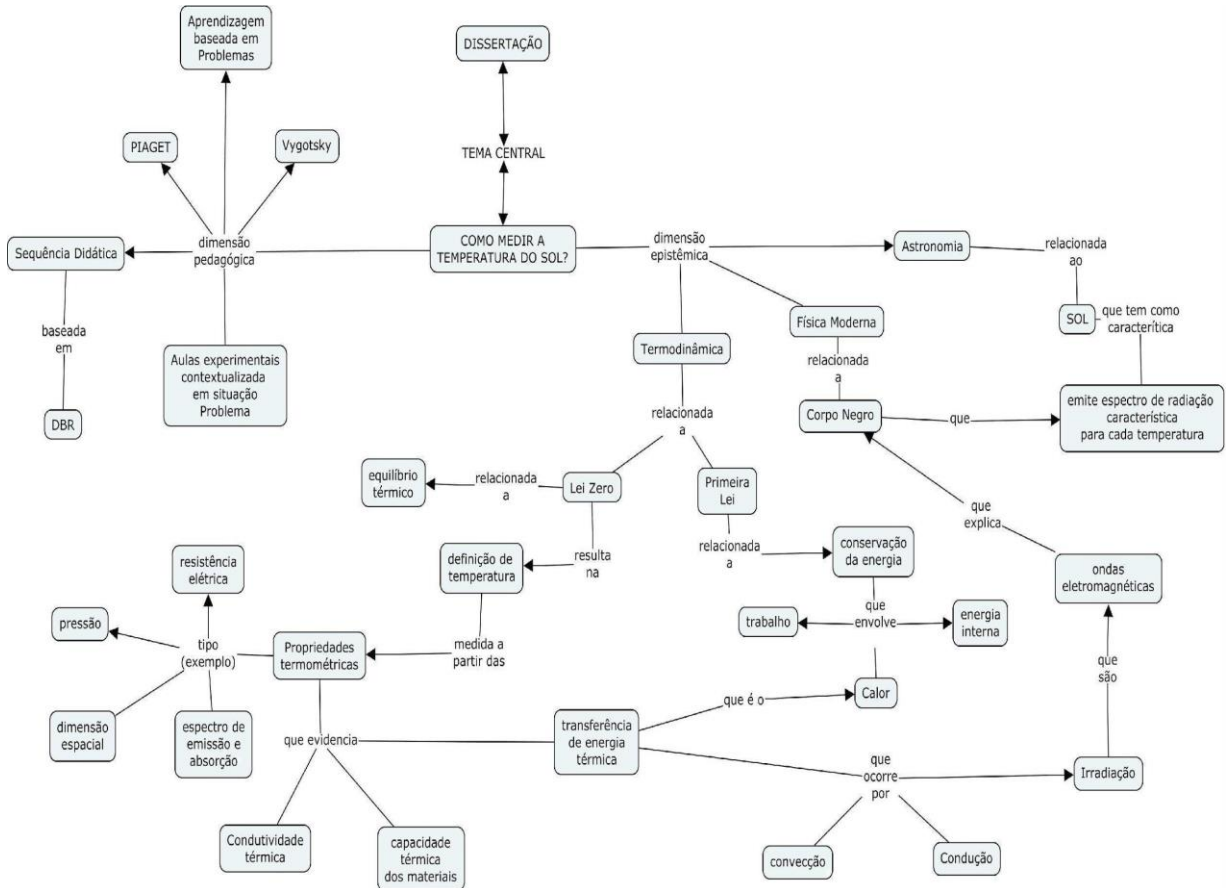 Aprendizagem
baseada em
Problemas
DISSERTAÇÃO
PIAGET
Vygotsky
TEMA CENTRAL
Sequência Didática
dimensão
pedagógica
COMO MEDIR A
TEMPERATURA DO SOL?
dimensão
epistêmica
Astronomia
relacionada
ao
baseada
em
Aulas experimentais
contextualizada
em situação
Problema
DBR
Termodinâmica
Física Moderna
SOL
que tem como
característica
relacionada
a
relacionada
a
Corpo Negro
que
emite espectro de radiação
característica
para cada temperatura
equilíbrio
térmico
relacionada
a
Lei Zero
Primeira
Lei
que
explica
resistência
elétrica
definição de
temperatura
resulta
na
relacionada
a
conservação
da energia
ondas
eletromagnéticas
pressão
tipo
(exemplo)
Propriedades
termométricas
medida a
partir das
trabalho
que
envolve
energia
interna
que
são
dimensão
espacial
espectro de
emissão e
absorção
que evidencia
transferência
de energia
térmica
que é o
Calor
que
ocorre
por
Irradiação
Condutividade
térmica
capacidade
térmica
dos materiais
convecção
Condução